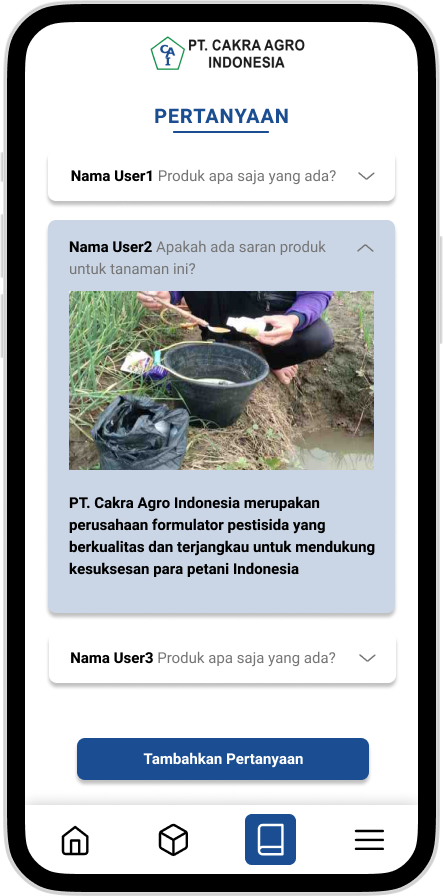 CAI
PT. CAKRA AGRO
INDONESIA
PERTANYAAN
Nama User1 Produk apa saja yang ada?
Nama User2 Apakah ada saran produk
untuk tanaman ini?
PT. Cakra Agro Indonesia merupakan
perusahaan formulator pestisida yang
berkualitas dan terjangkau untuk mendukung
kesuksesan para petani Indonesia
Nama User3 Produk apa saja yang ada?
Tambahkan Pertanyaan